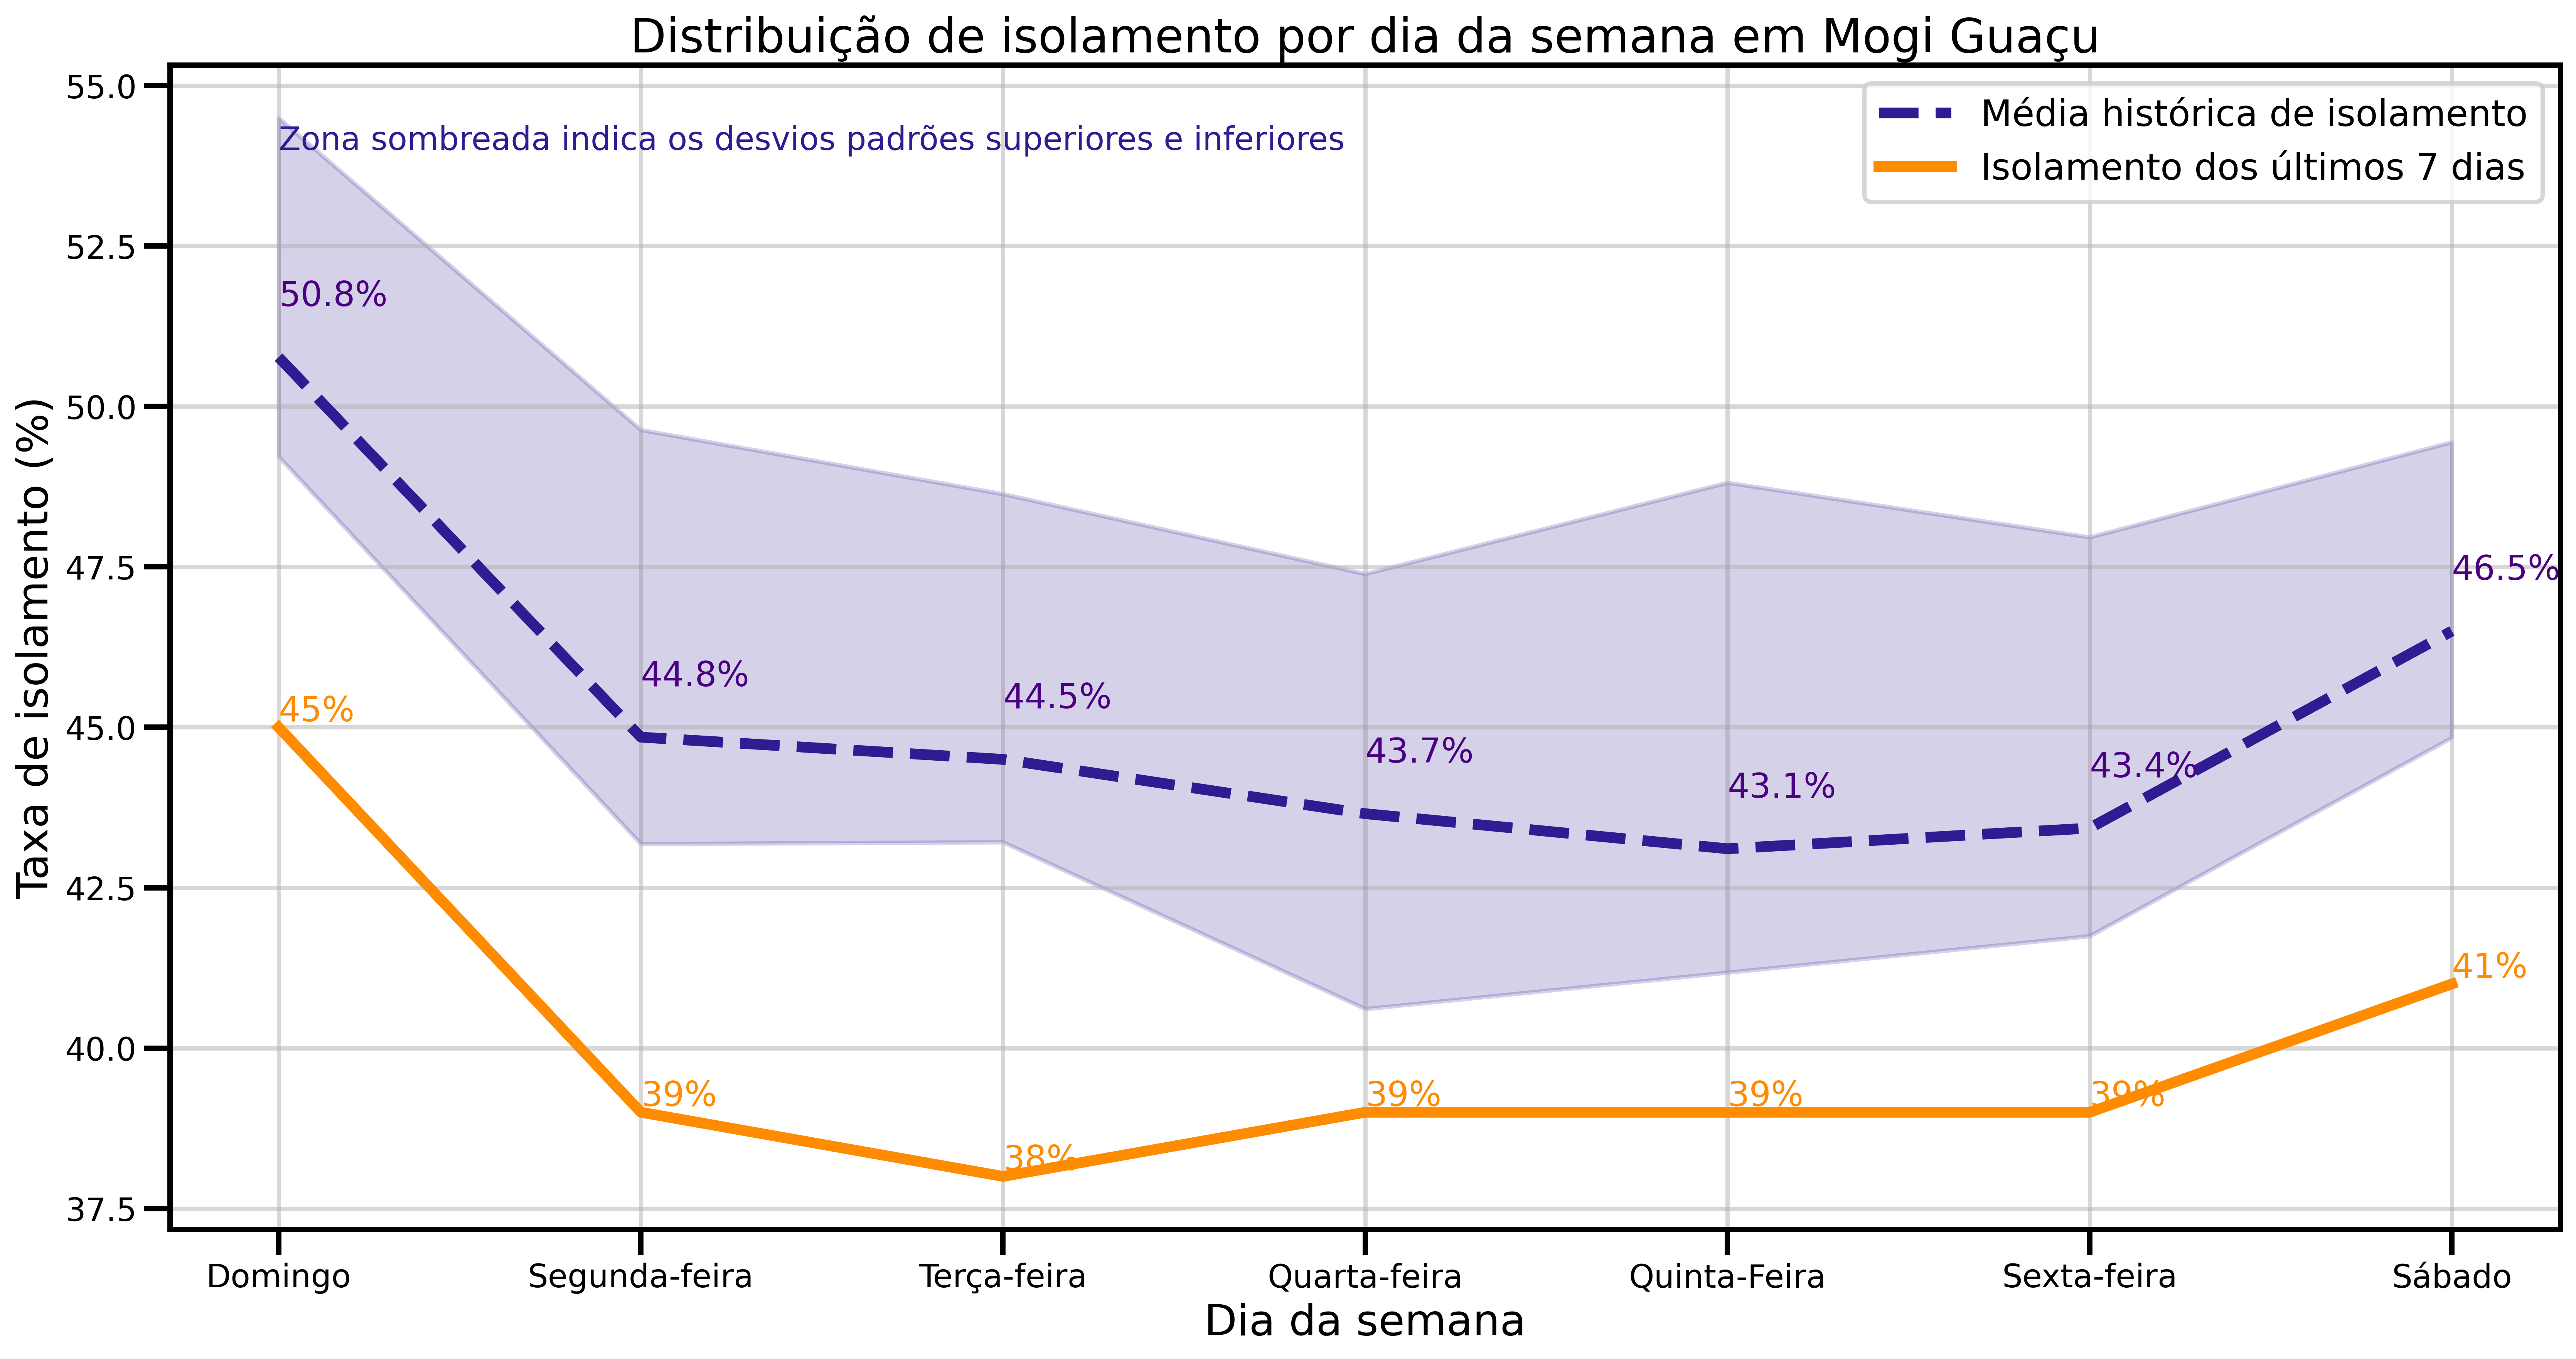 Distribuição de isolamento por dia da semana em Mogi Guaçu
Zona sombreada indica os desvios padrões superiores e inferiores
Média histórica de isolamento
Isolamento dos últimos 7 dias
Taxa de isolamento (%)
55.0
52.5
50.0
47.5
45.0
42.5
40.0
37.5
50.8%
44.8%
44.5%
43.7%
43.1%
43.4%
46.5%
45%
39%
38%
39%
39%
39%
41%
Domingo
Segunda-feira
Terça-feira
Quarta-feira
Quinta-Feira
Sexta-feira
Sábado
Dia da semana